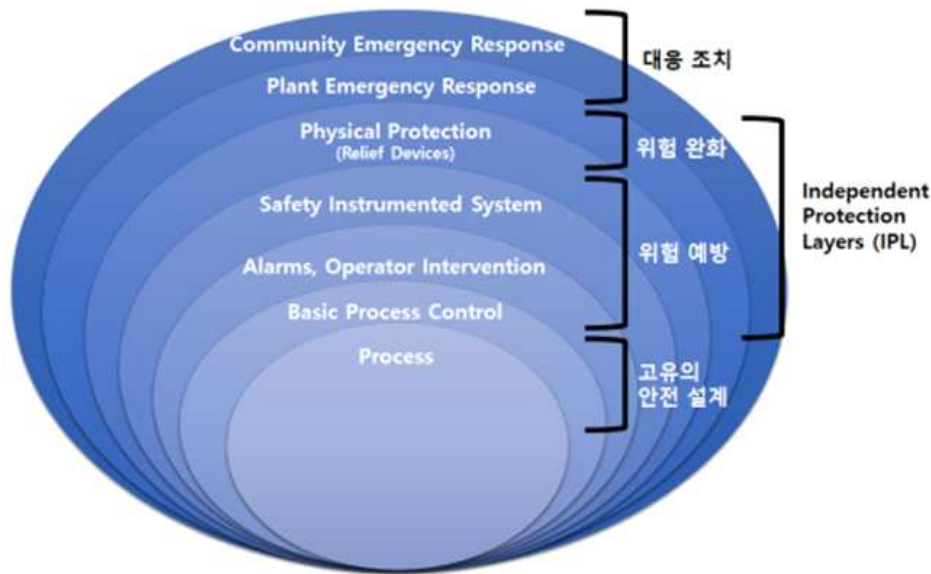 Community Emergency Response
대응 조치
Plant Emergency Response
Physical Protection
(Relief Devices)
위험 완화
Independent
Protection
Layers (IPL)
Safety Instrumented System
위험 예방
Alarms, Operator Intervention
Basic Process Control
Process
고유의
안전 설계